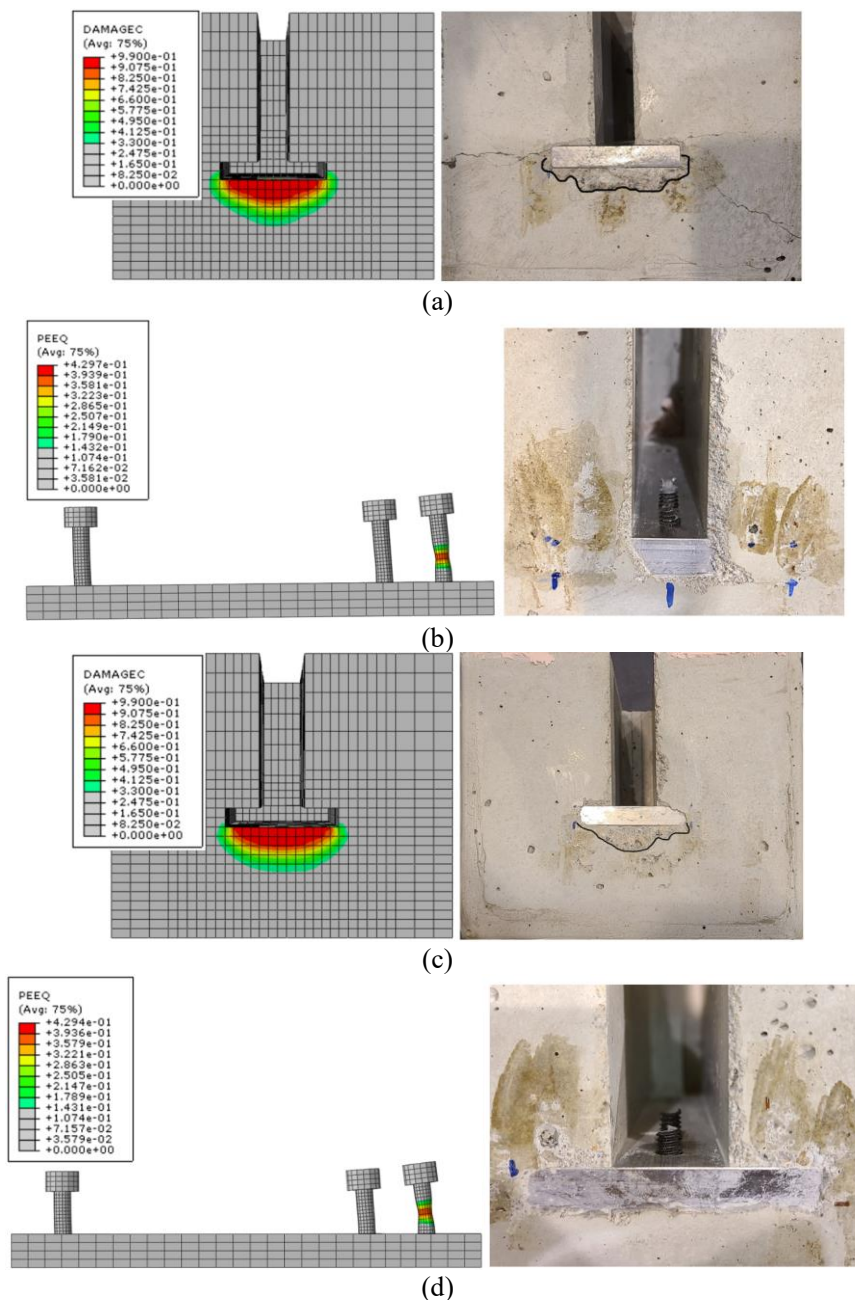 DAMAGEC
(Avg: 75%)
+9.900e-01
+9.075e-01
+8.250e-01
+7.425e-01
+6.600e-01
+5.775e-01
+4.950e-01
+4.125e-01
+3.300e-01
+2.475e-01
+1.650e-01
+8.250e-02
+0.000e+00
(a)
PEEQ
(Avg: 75%)
+4.297e-01
+3.939e-01
+3.581e-01
+3.223e-01
+2.865e-01
+2.507e-01
+2.149e-01
+1.790e-01
+1.432e-01
+1.074e-01
+7.162e-02
+3.581e-02
+0.000e+00
(b)
DAMAGEC
(Avg: 75%)
+9.900e-01
+9.075e-01
+8.250e-01
+7.425e-01
+6.600e-01
+5.775e-01
+4.950e-01
+4.125e-01
+3.300e-01
+2.475e-01
+1.650e-01
+8.250e-02
+0.000e+00
(c)
PEEQ
(Avg: 75%)
+4.294e-01
+3.936e-01
+3.579e-01
+3.221e-01
+2.863e-01
+2.505e-01
+2.147e-01
+1.789e-01
+1.431e-01
+1.074e-01
+7.157e-02
+3.579e-02
+0.000e+00
(d)